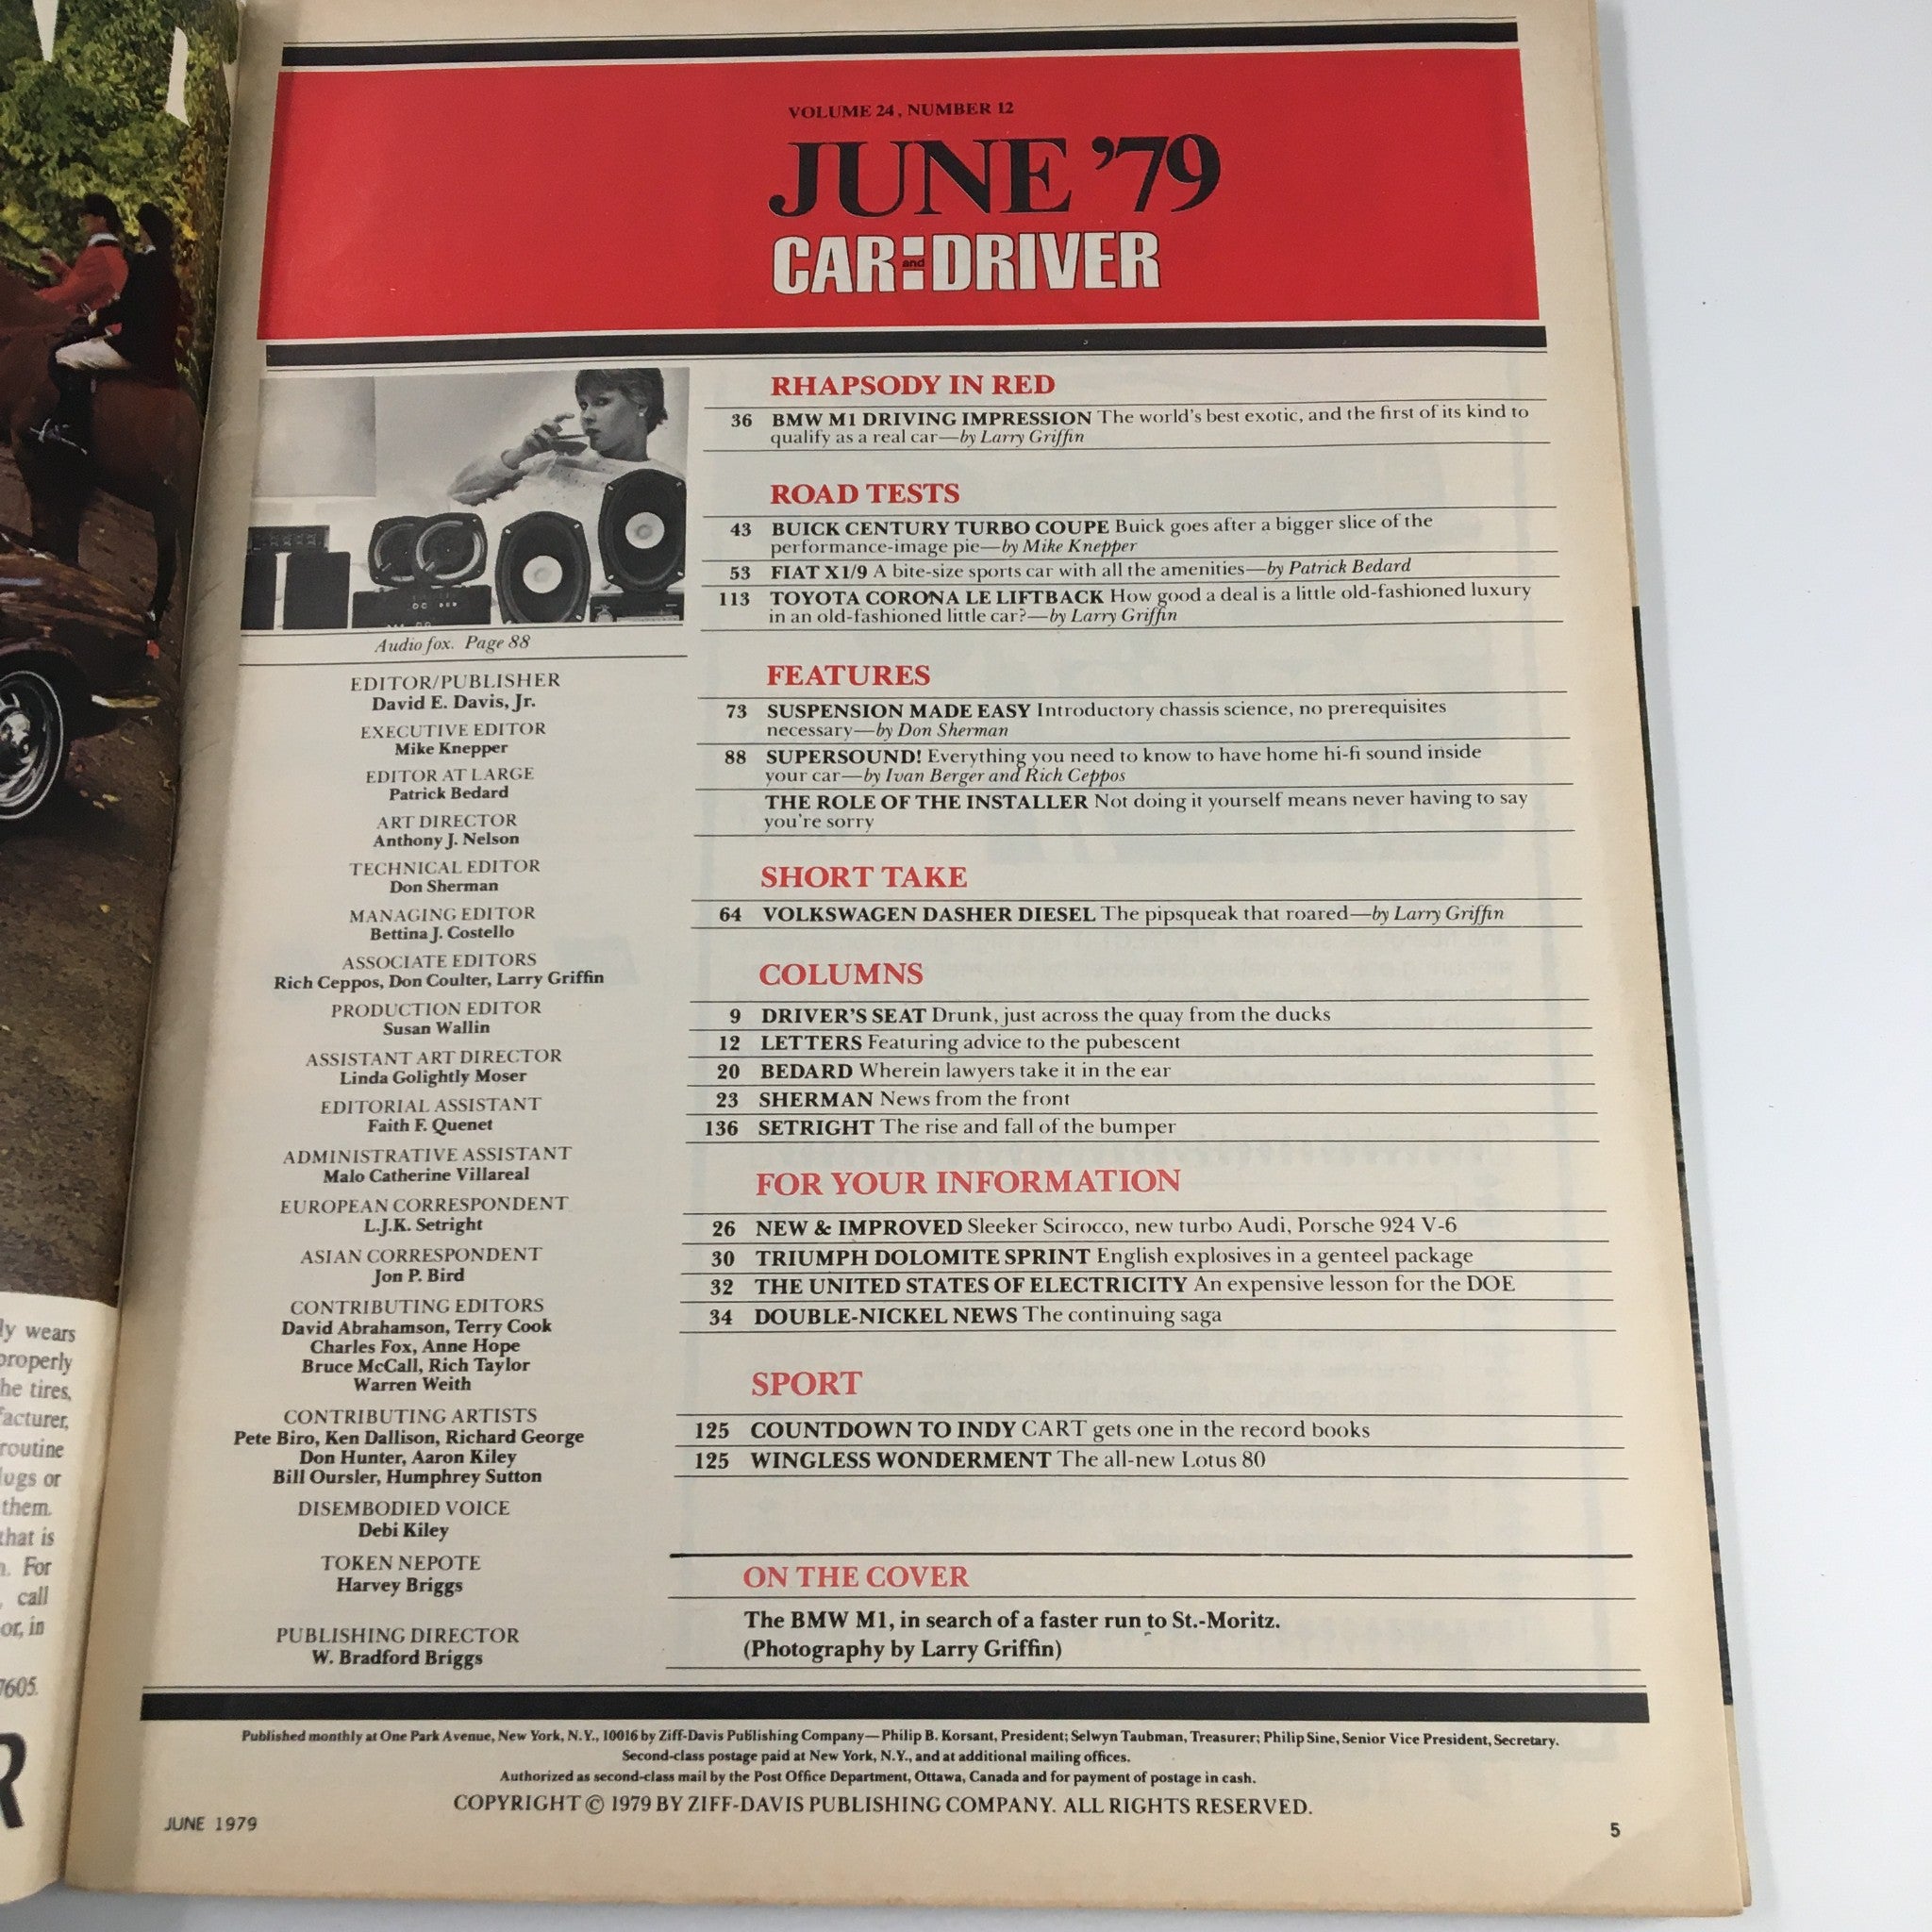 VOLUME 24, NUMBER 12
JUNE ’79
CAR and DRIVER
Audio fox. Page 88
EDITOR/PUBLISHER
David E. Davis, Jr.
EXECUTIVE EDITOR
Mike Knepper
EDITOR AT LARGE
Patrick Bedard
ART DIRECTOR
Anthony J. Nelson
TECHNICAL EDITOR
Don Sherman
MANAGING EDITOR
Bettina J. Costello
ASSOCIATE EDITORS
Rich Ceppos, Don Coulter, Larry Griffin
PRODUCTION EDITOR
Susan Wallin
ASSISTANT ART DIRECTOR
Linda Golightly Moser
EDITORIAL ASSISTANT
Faith F. Quenet
ADMINISTRATIVE ASSISTANT
Malo Catherine Villareal
EUROPEAN CORRESPONDENT
L.J.K. Setright
ASIAN CORRESPONDENT
Jon P. Bird
CONTRIBUTING EDITORS
David Abrahamson, Terry Cook
Charles Fox, Anne Hope
Bruce McCall, Rich Taylor
Warren Weith
CONTRIBUTING ARTISTS
Pete Biro, Ken Dallison, Richard George
Don Hunter, Aaron Kiley
Bill Oursler, Humphrey Sutton
DISEMBODIED VOICE
Debi Kiley
TOKEN NEPOTE
Harvey Briggs
PUBLISHING DIRECTOR
W. Bradford Briggs
RHAPSODY IN RED
36 BMW M1 DRIVING IMPRESSION The world's best exotic, and the first of its kind to
qualify as a real car—by Larry Griffin
ROAD TESTS
43 BUICK CENTURY TURBO COUPE Buick goes after a bigger slice of the
performance-image pie—by Mike Knepper
53 FIAT X1/9 A bite-size sports car with all the amenities—by Patrick Bedard
113 TOYOTA CORONA LE LIFTBACK How good a deal is a little old-fashioned luxury
in an old-fashioned little car?—by Larry Griffin
FEATURES
73 SUSPENSION MADE EASY Introductory chassis science, no prerequisites
necessary—by Don Sherman
88 SUPERSOUND! Everything you need to know to have home hi-fi sound inside
your car—by Ivan Berger and Rich Ceppos
THE ROLE OF THE INSTALLER Not doing it yourself means never having to say
you're sorry
SHORT TAKE
64 VOLKSWAGEN DASHER DIESEL The pipsqueak that roared—by Larry Griffin
COLUMNS
9 DRIVER'S SEAT Drunk, just across the quay from the ducks
12 LETTERS Featuring advice to the pubescent
20 BEDARD Wherein lawyers take it in the ear
23 SHERMAN News from the front
136 SETRIGHT The rise and fall of the bumper
FOR YOUR INFORMATION
26 NEW & IMPROVED Sleeker Scirocco, new turbo Audi, Porsche 924 V-6
30 TRIUMPH DOLOMITE SPRINT English explosives in a genteel package
32 THE UNITED STATES OF ELECTRICITY An expensive lesson for the DOE
34 DOUBLE-NICKEL NEWS The continuing saga
SPORT
125 COUNTDOWN TO INDY CART gets one in the record books
125 WINGLESS WONDERMENT The all-new Lotus 80
ON THE COVER
The BMW M1, in search of a faster run to St.-Moritz.
(Photography by Larry Griffin)
Published monthly at One Park Avenue, New York, N.Y., 10016 by Ziff-Davis Publishing Company—Philip B. Korsant, President; Selwyn Taubman, Treasurer; Philip Sine, Senior Vice President, Secretary.
Second-class postage paid at New York, N.Y., and at additional mailing offices.
Authorized as second-class mail by the Post Office Department, Ottawa, Canada and for payment of postage in cash.
COPYRIGHT © 1979 BY ZIFF-DAVIS PUBLISHING COMPANY. ALL RIGHTS RESERVED.
JUNE 1979
5
wears
properly
tires,
routine
or
them.
that is
For
call
or, in
7605.
R